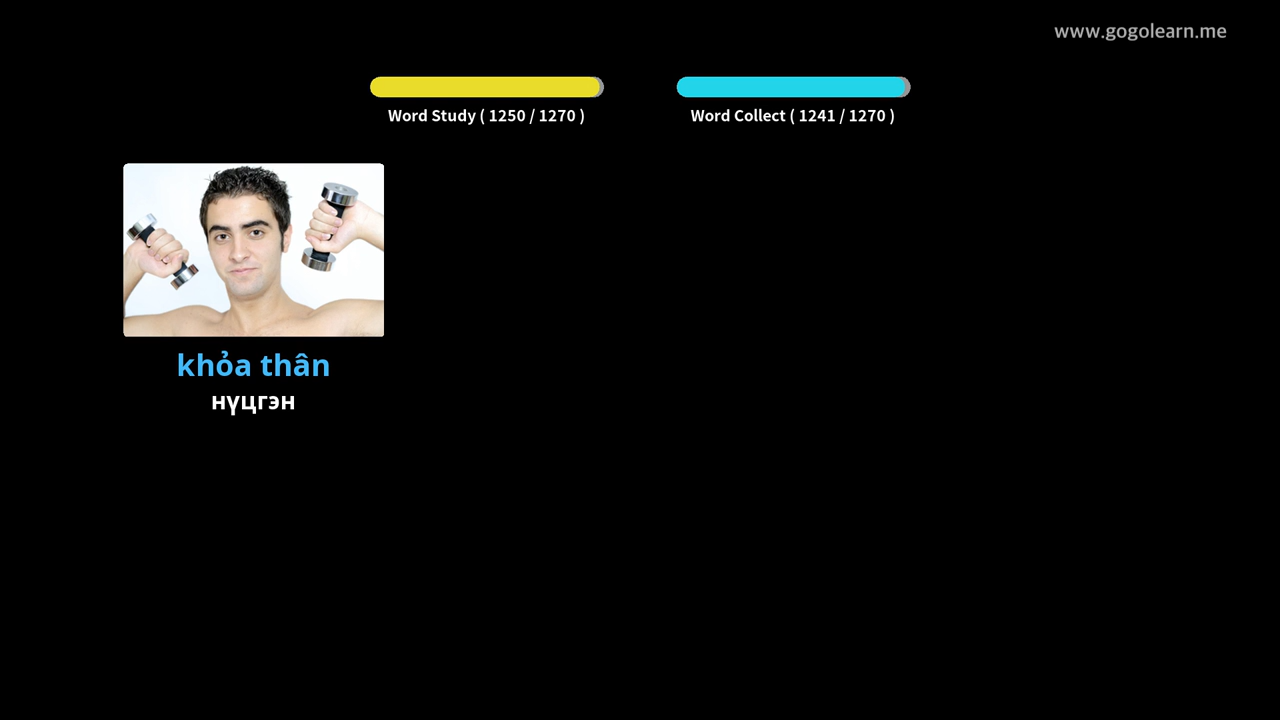 www.gogolearn.me
Word Study ( 1250 / 1270 )
Word Collect ( 1241 / 1270 )
khỏa thân
нүцгэн